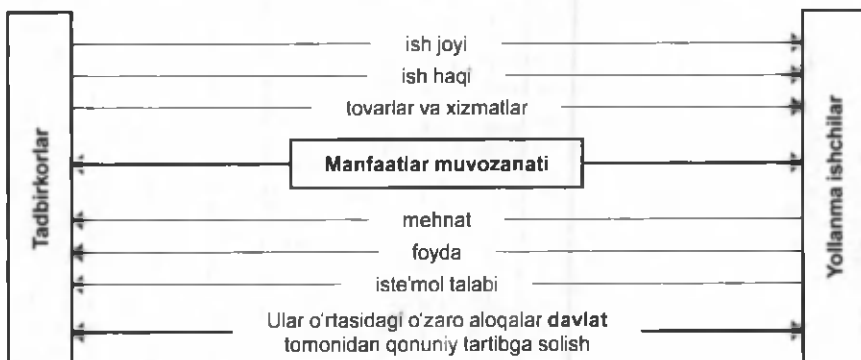 Tadbirkorlar
ish joyi
ish haqi
tovarlar va xizmatlar
Manfaatlar muvozanati
mehnat
foyda
iste'mol talabi
Ular o'rtasidagi o'zaro aloqalar davlat
tomonidan qonuniy tartibga solish
Yollanma ishchilar